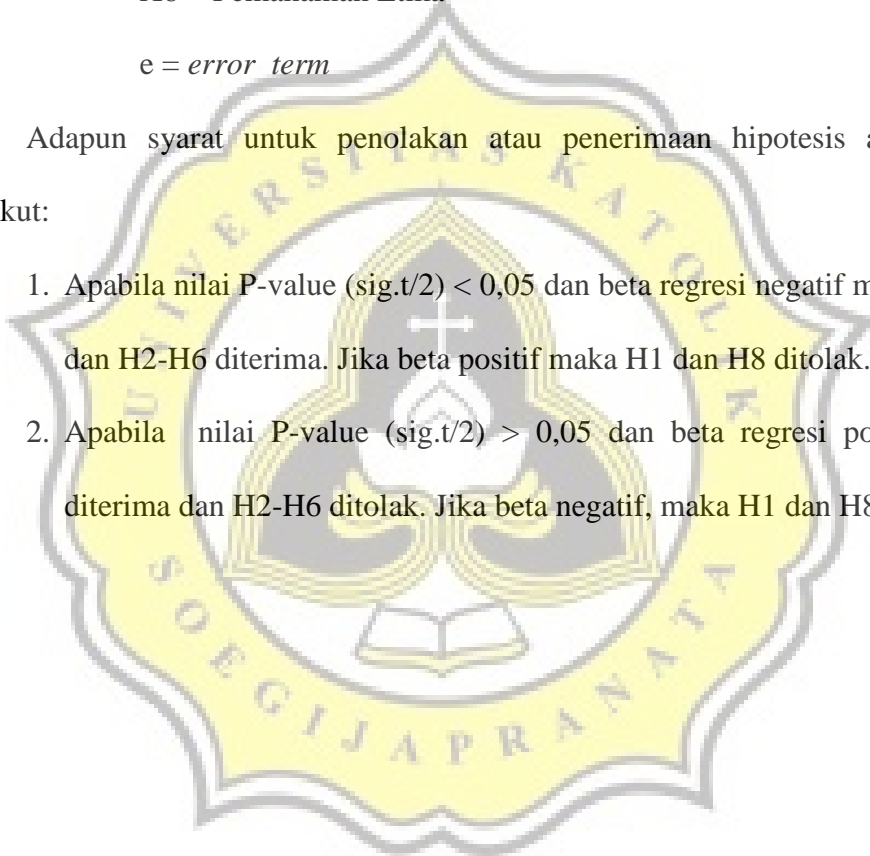 e = error term
Adapun syarat untuk penolakan atau penerimaan hipotesis a
kut:
1. Apabila nilai P-value (sig.t/2) < 0,05 dan beta regresi negatif m
dan H2-H6 diterima. Jika beta positif maka H1 dan H8 ditolak.
2. Apabila nilai P-value (sig.t/2) > 0,05 dan beta regresi po
diterima dan H2-H6 ditolak. Jika beta negatif, maka H1 dan H8
UNIVERSITAS KATOLIK
SOEGIJAPRANATA